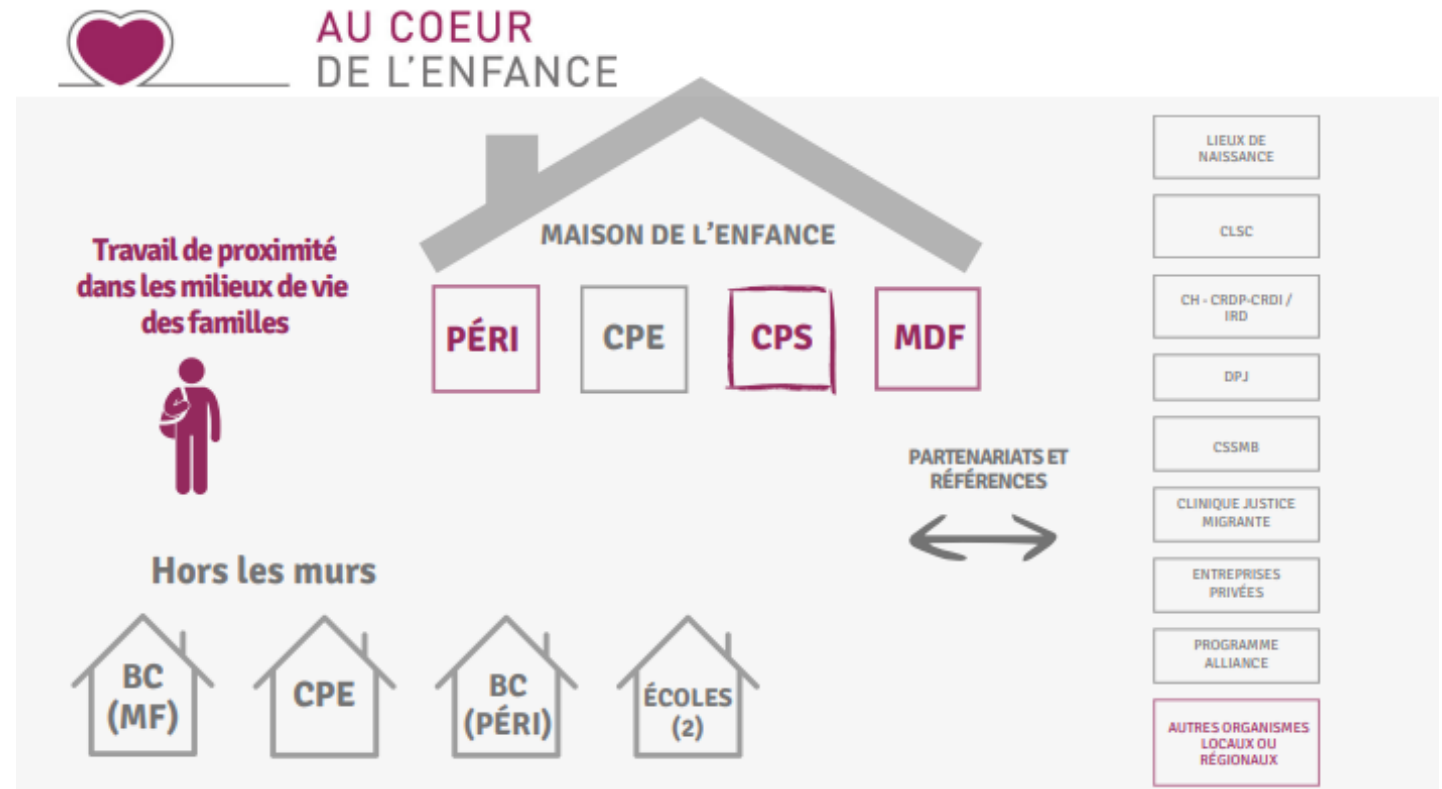 AU COEUR
DE L'ENFANCE
MAISON DE L'ENFANCE
PÉRI
CPE
CPS
MDF
Travail de proximité
dans les milieux de vie
des familles
Hors les murs
BC
(MF)
CPE
BC
(PÉRI)
ÉCOLES
(2)
PARTENARIATS ET
RÉFÉRENCES
LIEUX DE
NAISSANCE
CLSC
CH - CRDP-CRDI /
IRD
DPJ
CSSMB
CLINIQUE JUSTICE
MIGRANTE
ENTREPRISES
PRIVÉES
PROGRAMME
ALLIANCE
AUTRES ORGANISMES
LOCAUX OU
RÉGIONAUX